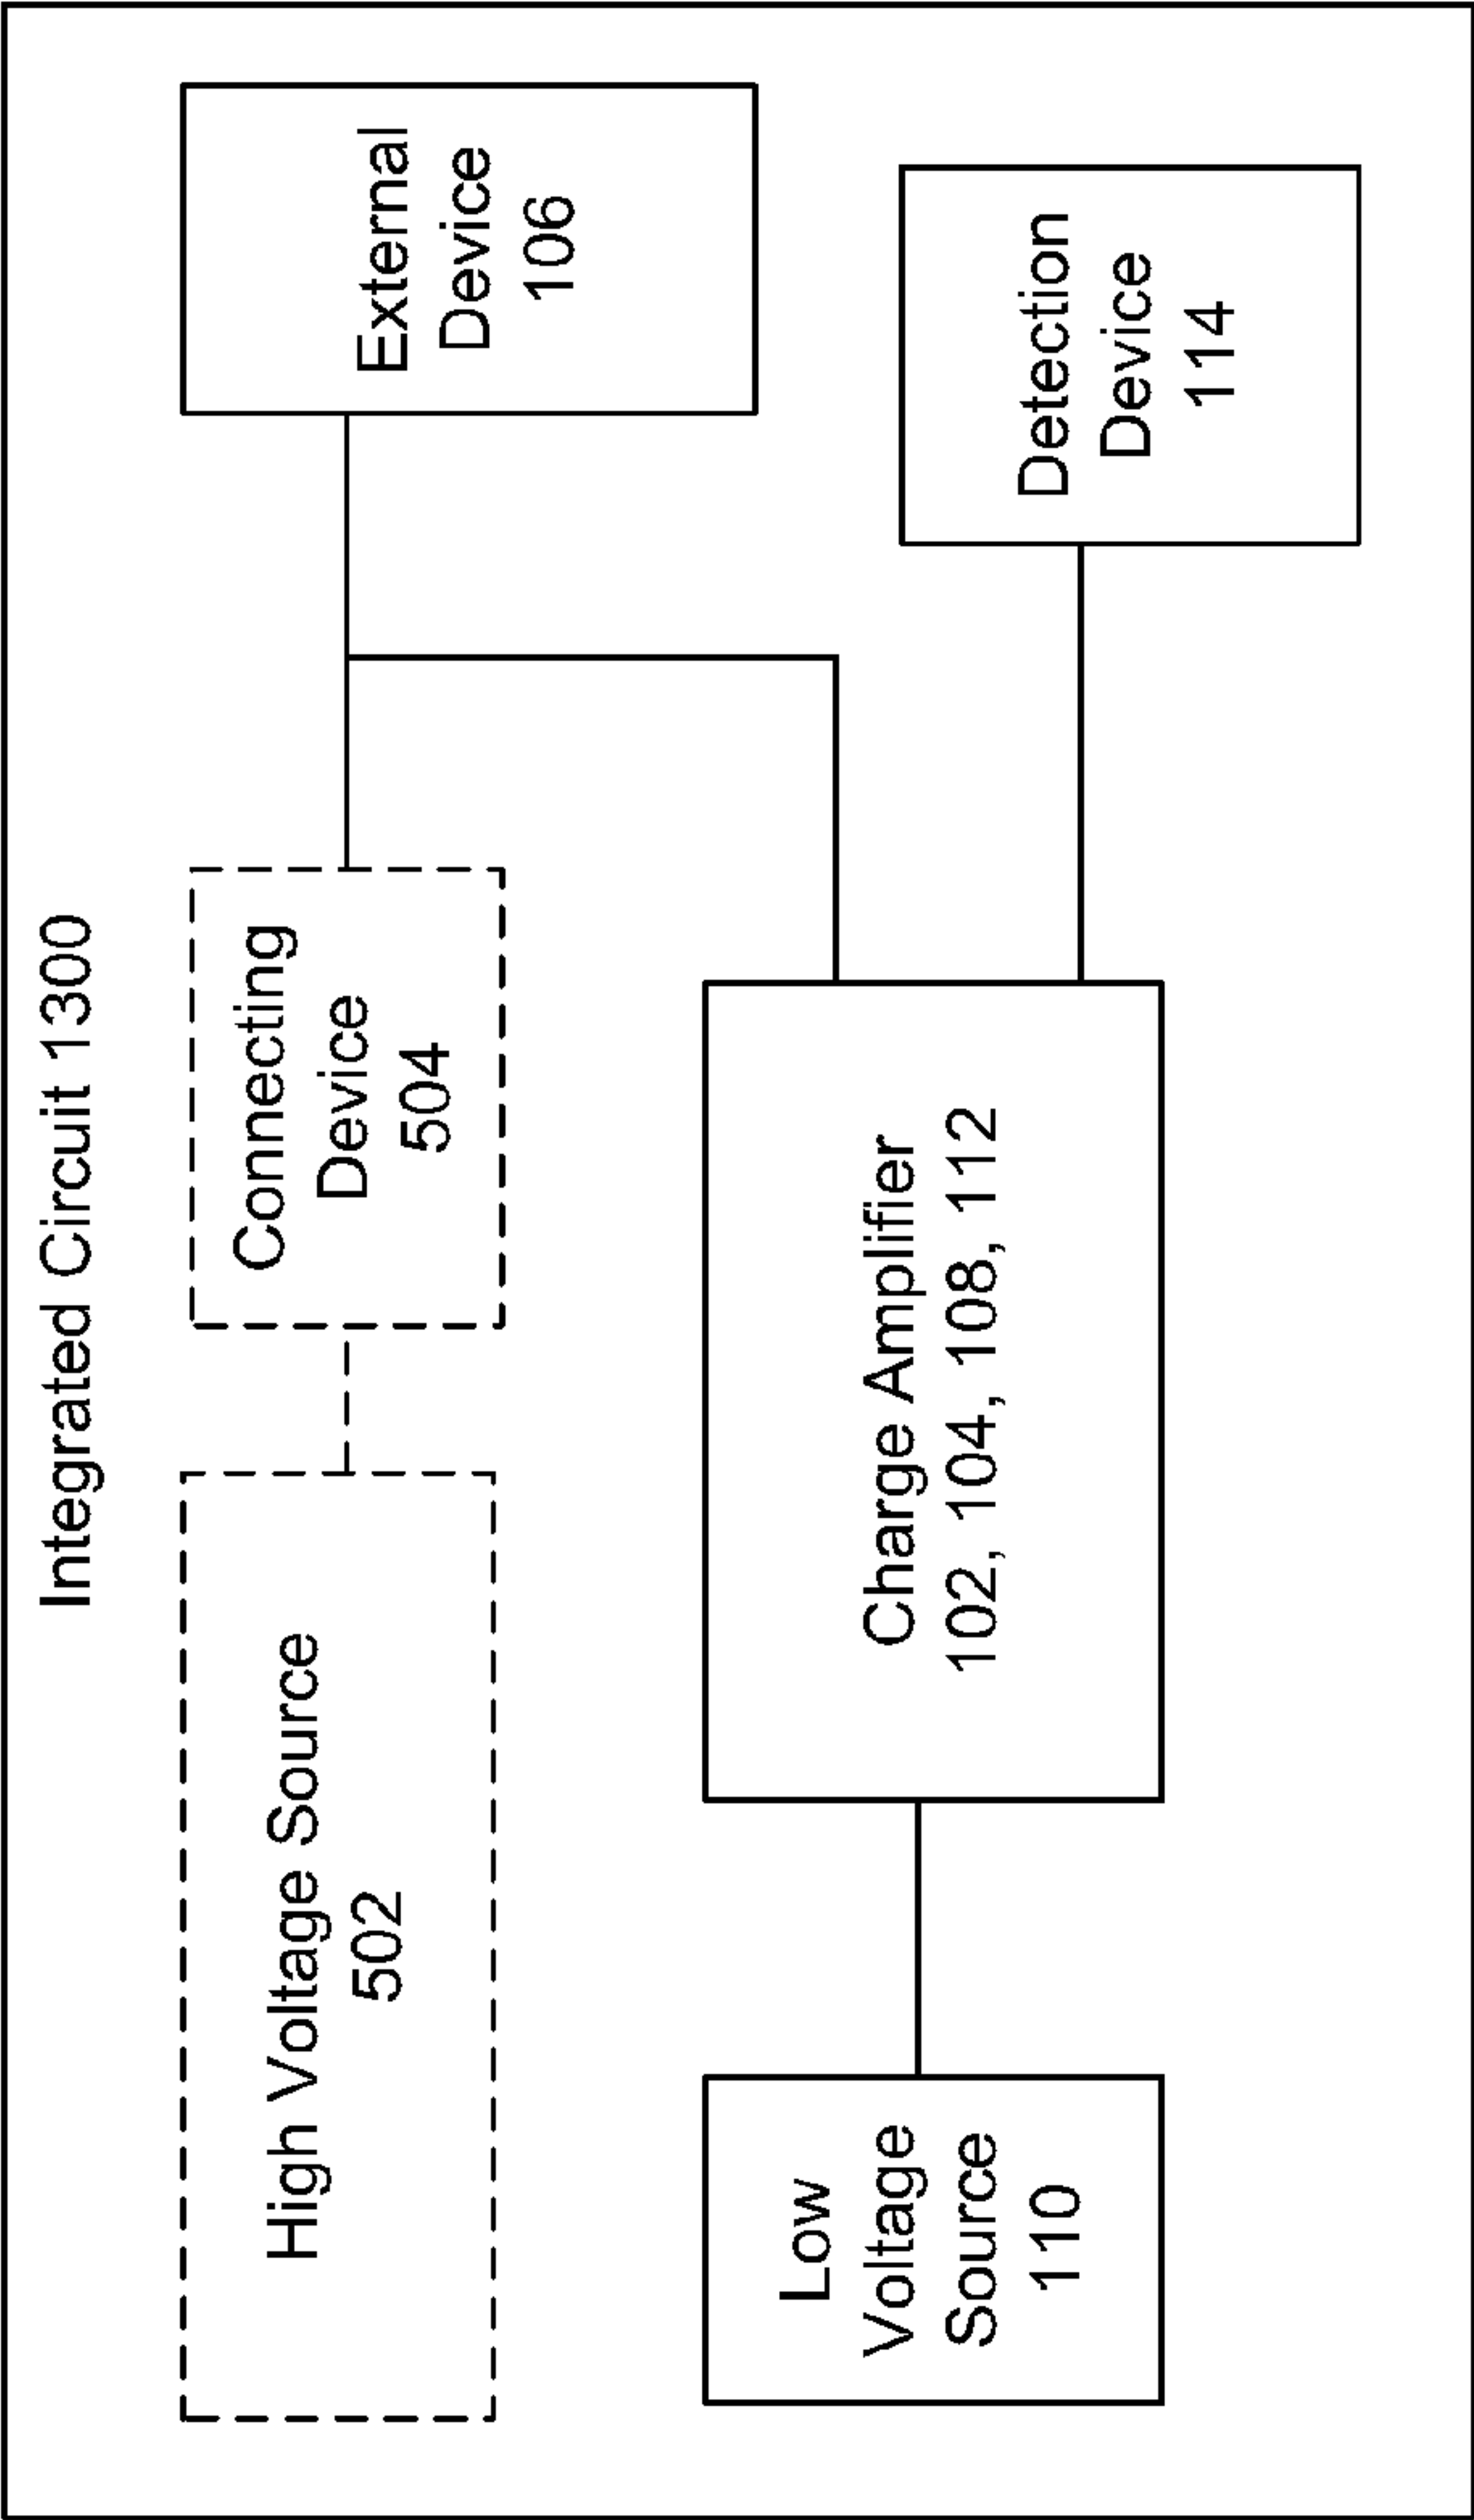 Integrated Circuit 1300
High Voltage Source
502
Connecting
Device
504
External
Device
106
Low
Voltage
Source
110
Charge Amplifier
102, 104, 108, 112
Detection
Device
114